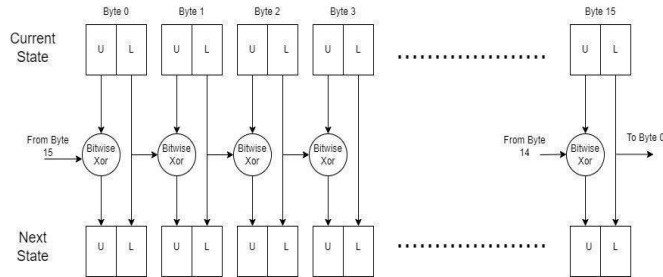 Byte 0 Byte 1 Byte 2 Byte 3 Byte 15
Current
State
U L U L U L U L U L
From Byte
15
Bitwise
Xor
Bitwise
Xor
Bitwise
Xor
Bitwise
Xor
From Byte
14
Bitwise
Xor
To Byte 0
Next
State
U L U L U L U L U L